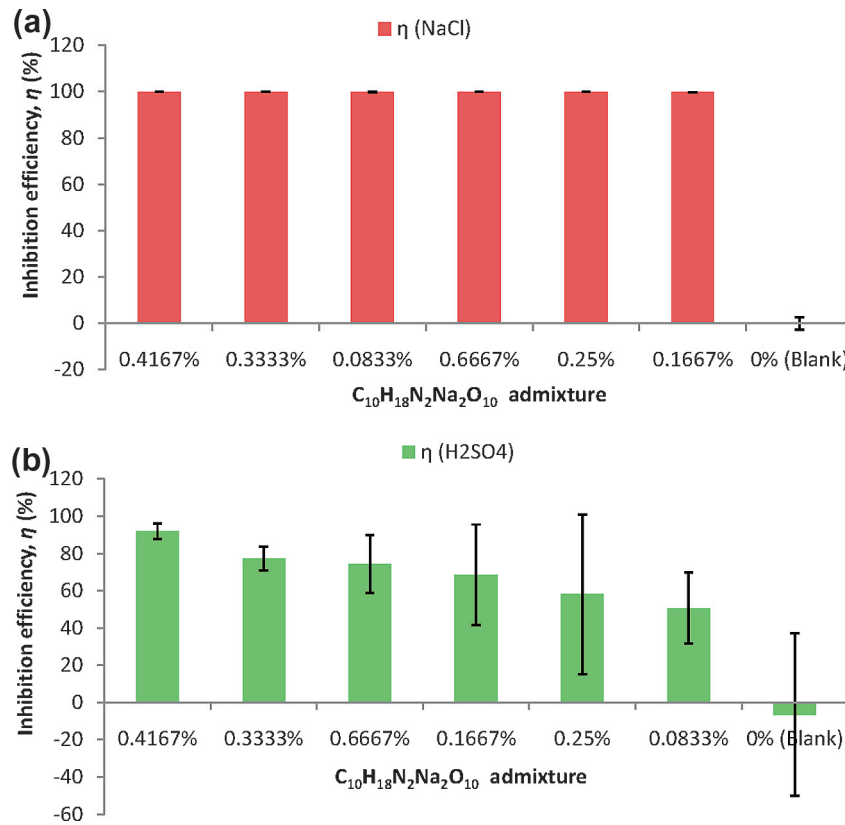 (a)
η (NaCl)
120
100
80
60
40
20
0
-20
Inhibition efficiency, η (%)
0.4167% 0.3333% 0.0833% 0.6667% 0.25% 0.1667% 0% (Blank)
C₁₀H₁₈N₂Na₂O₁₀ admixture
(b)
η (H2SO4)
120
100
80
60
40
20
0
-20
-40
-60
Inhibition efficiency, η (%)
0.4167% 0.3333% 0.6667% 0.1667% 0.25% 0.0833% 0% (Blank)
C₁₀H₁₈N₂Na₂O₁₀ admixture